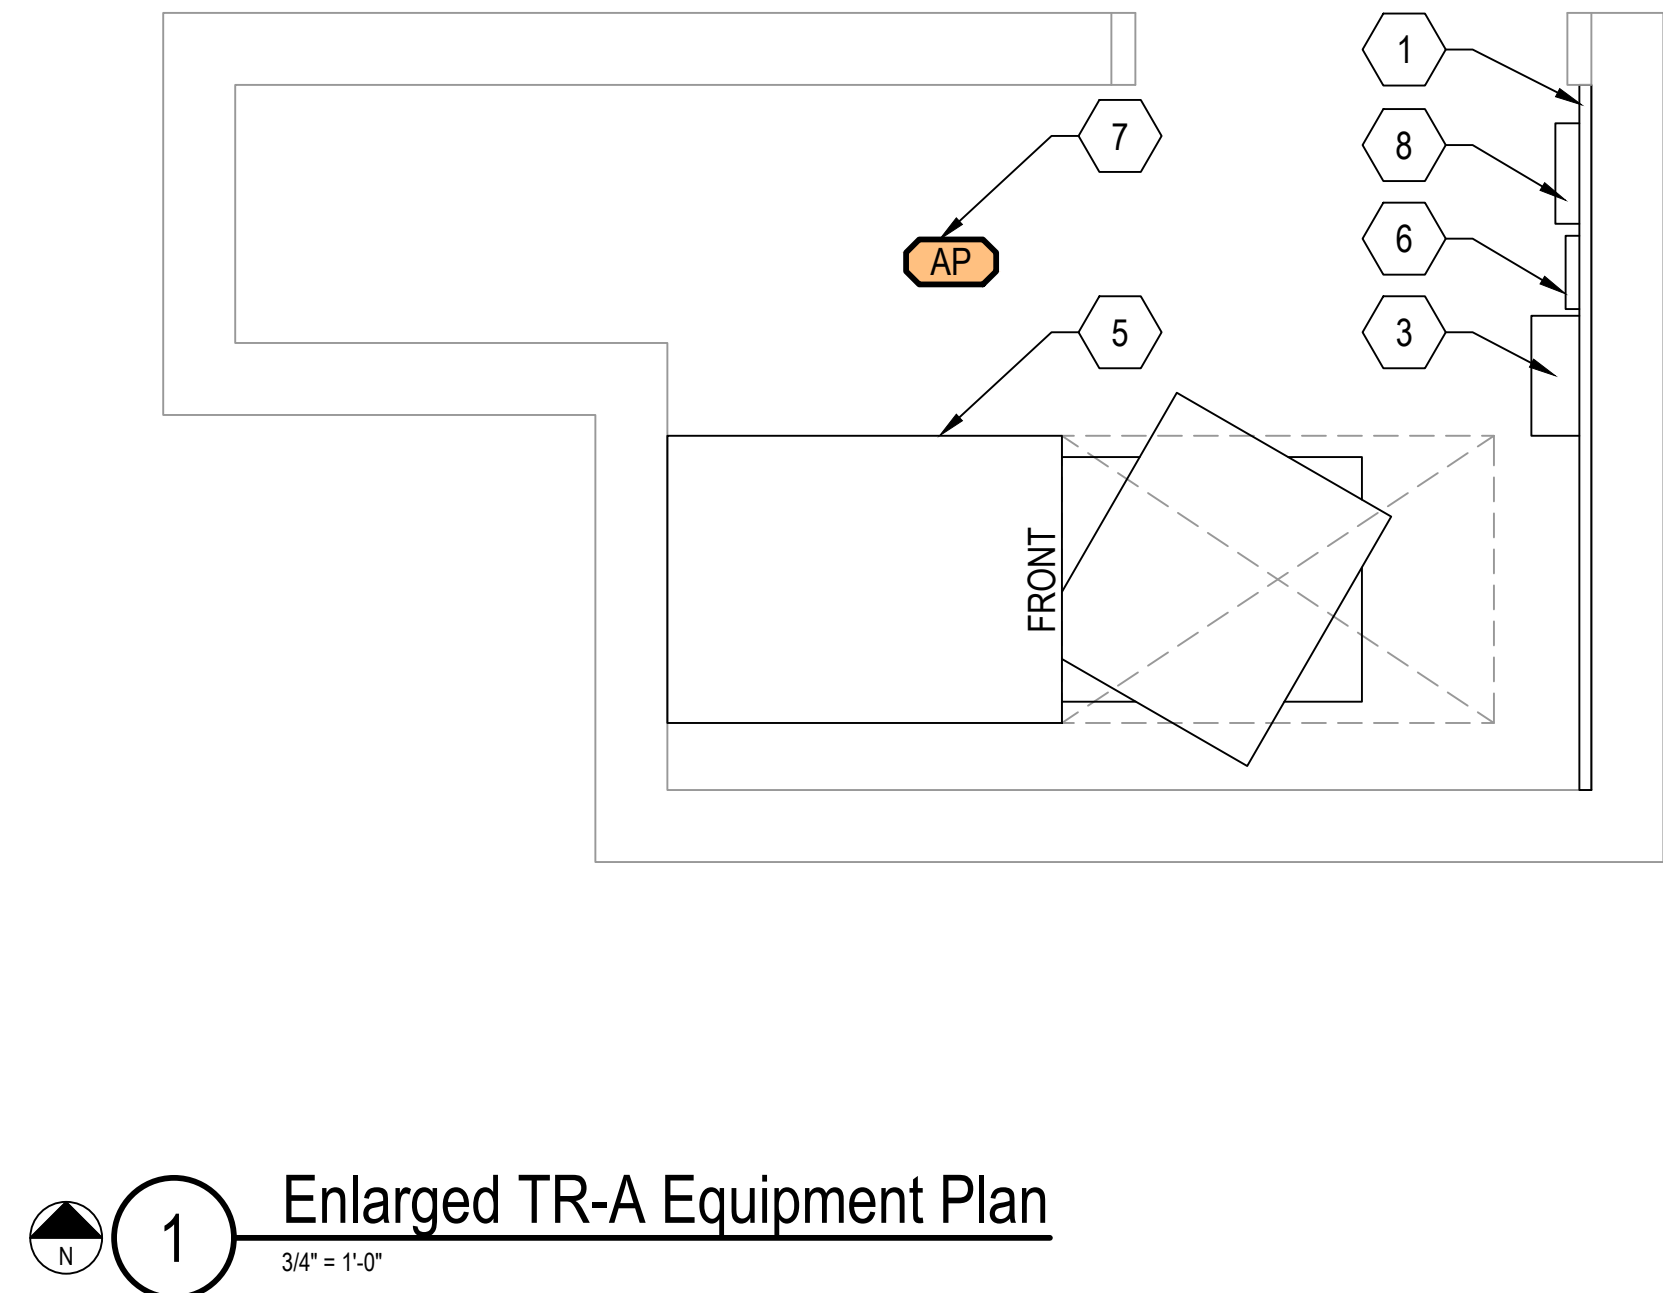 1
7
8
AP
6
5
3
FRONT
Enlarged TR-A Equipment Plan
1
N
3/4" = 1'-0"